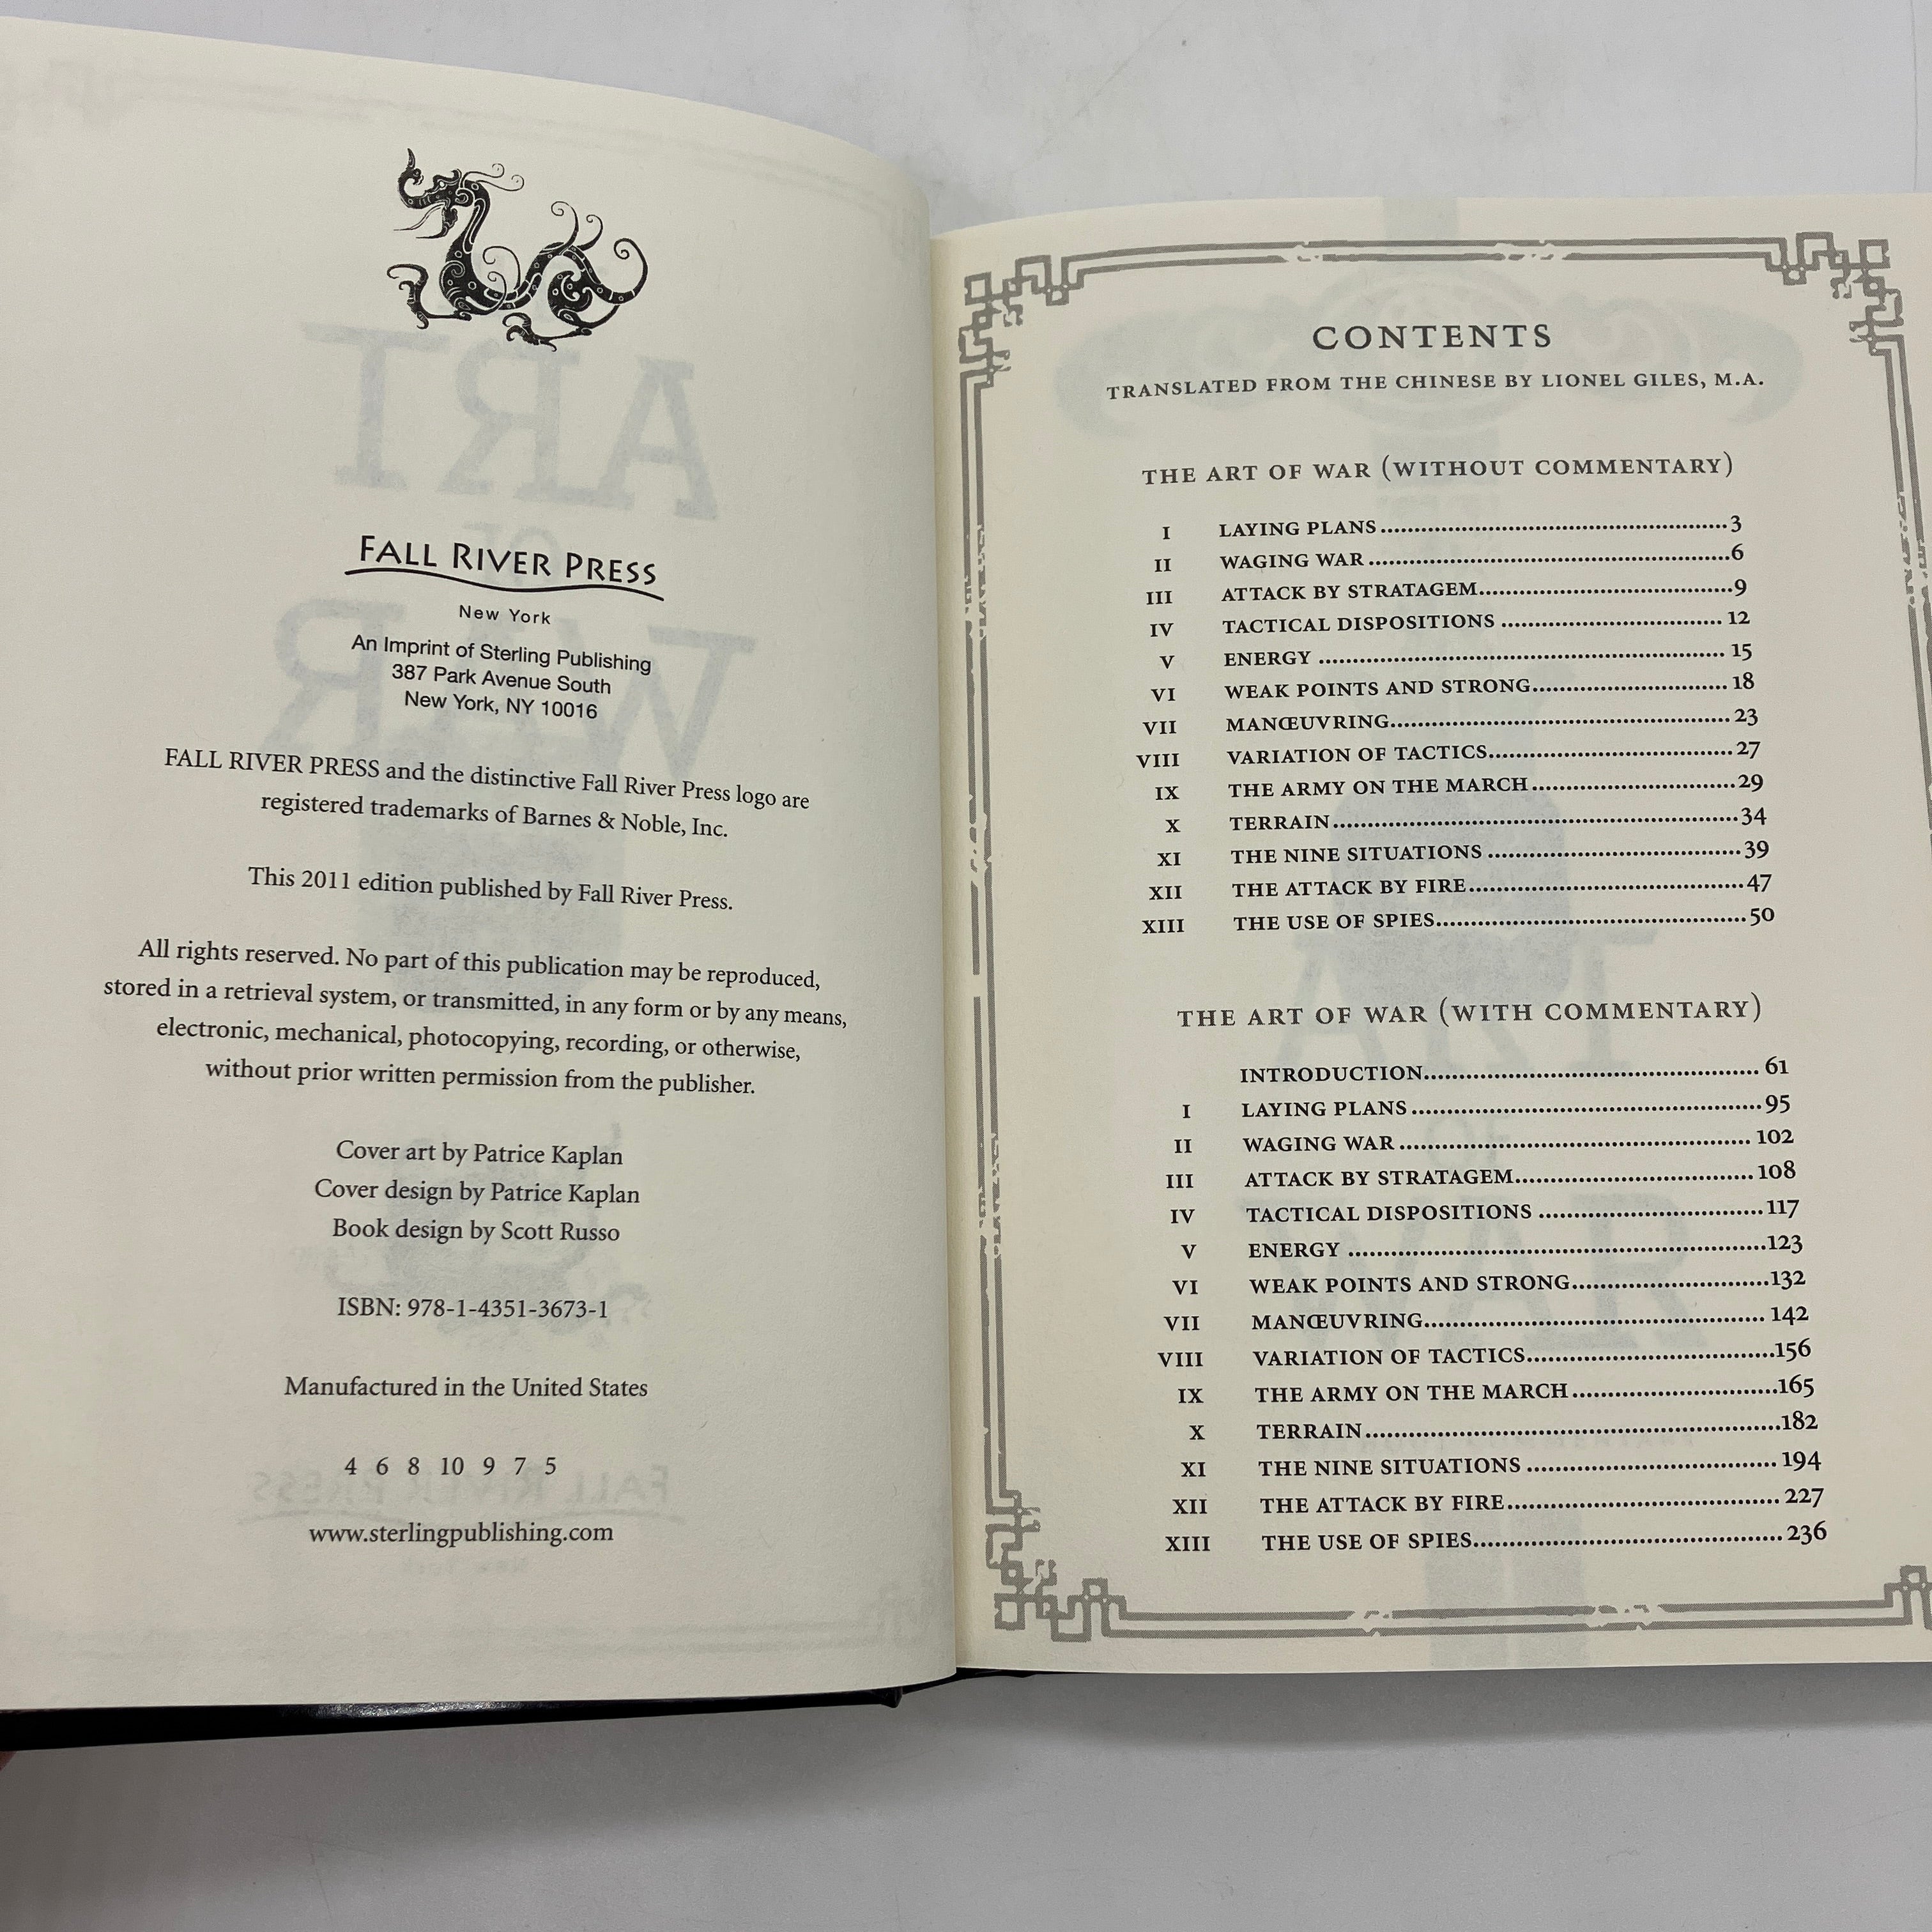 FALL RIVER PRESS
New York
An Imprint of Sterling Publishing
387 Park Avenue South
New York, NY 10016
FALL RIVER PRESS and the distinctive Fall River Press logo are
registered trademarks of Barnes & Noble, Inc.
This 2011 edition published by Fall River Press.
All rights reserved. No part of this publication may be reproduced,
stored in a retrieval system, or transmitted, in any form or by any means,
electronic, mechanical, photocopying, recording, or otherwise,
without prior written permission from the publisher.
Cover art by Patrice Kaplan
Cover design by Patrice Kaplan
Book design by Scott Russo
ISBN: 978-1-4351-3673-1
Manufactured in the United States
4 6 8 10 9 7 5
www.sterlingpublishing.com
CONTENTS
TRANSLATED FROM THE CHINESE BY LIONEL GILES, M.A.
THE ART OF WAR (WITHOUT COMMENTARY)
I LAYING PLANS 3
II WAGING WAR 6
III ATTACK BY STRATAGEM 9
IV TACTICAL DISPOSITIONS 12
V ENERGY 15
VI WEAK POINTS AND STRONG 18
VII MANŒUVRING 23
VIII VARIATION OF TACTICS 27
IX THE ARMY ON THE MARCH 29
X TERRAIN 34
XI THE NINE SITUATIONS 39
XII THE ATTACK BY FIRE 47
XIII THE USE OF SPIES 50
THE ART OF WAR (WITH COMMENTARY)
INTRODUCTION 61
I LAYING PLANS 95
II WAGING WAR 102
III ATTACK BY STRATAGEM 108
IV TACTICAL DISPOSITIONS 117
V ENERGY 123
VI WEAK POINTS AND STRONG 132
VII MANŒUVRING 142
VIII VARIATION OF TACTICS 156
IX THE ARMY ON THE MARCH 165
X TERRAIN 182
XI THE NINE SITUATIONS 194
XII THE ATTACK BY FIRE 227
XIII THE USE OF SPIES 236